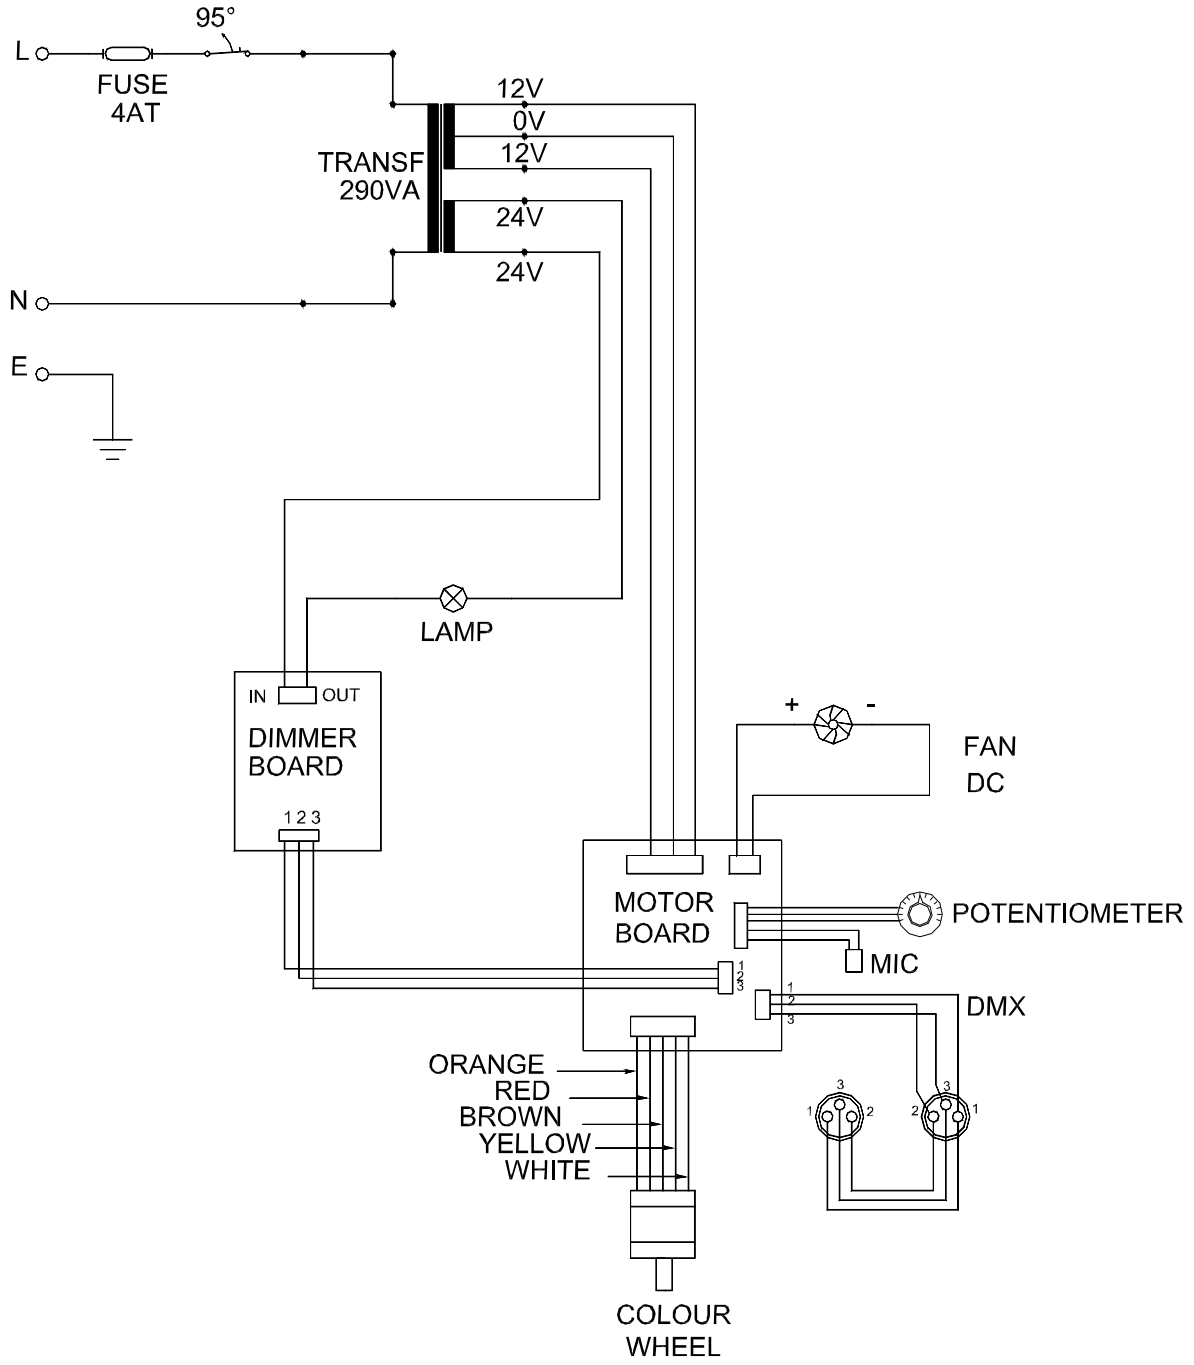 95°
L
FUSE
4AT
12V
0V
12V
TRANSF
290VA
24V
24V
N
E
LAMP
IN OUT
DIMMER
BOARD
1 2 3
+ -
FAN
DC
MOTOR
BOARD
POTENTIOMETER
MIC
1
2
3
1
2
3
DMX
ORANGE
RED
BROWN
YELLOW
WHITE
3
1 2
3
2 1
COLOUR
WHEEL